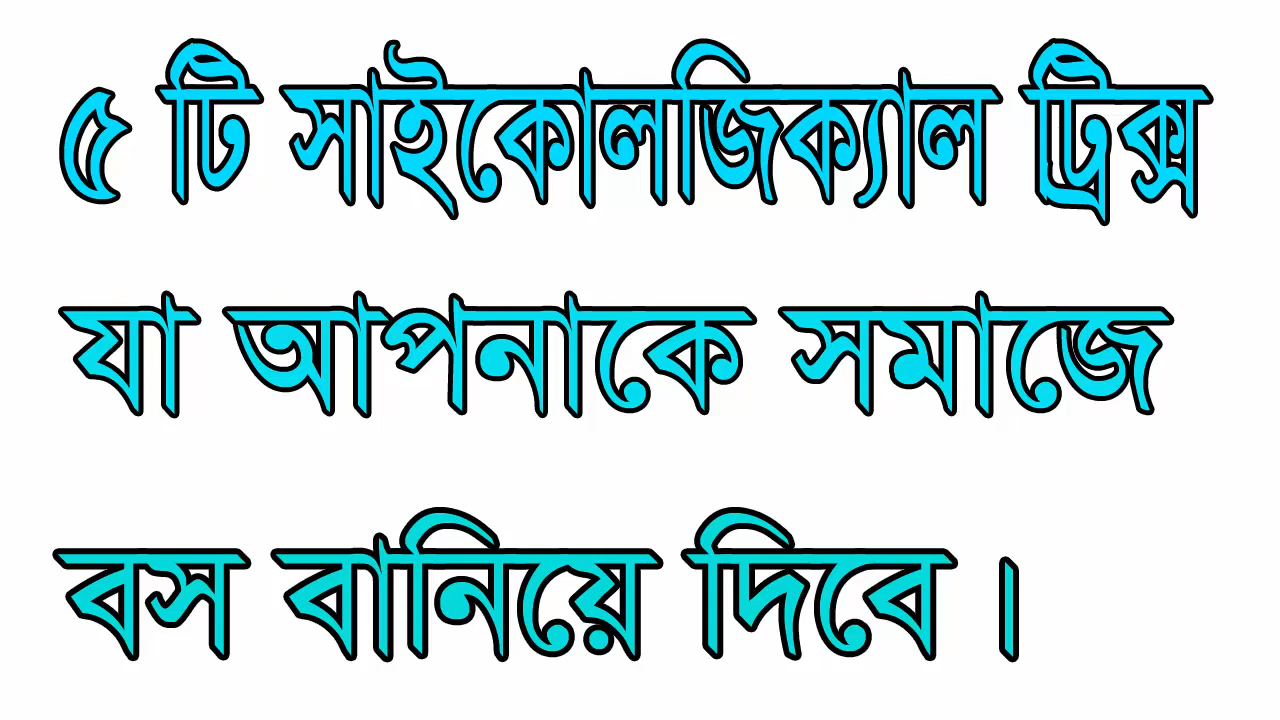 ৫ টি সাইকোলজিক্যাল ট্রিক্স
যা আপনাকে সমাজে
বস বানিয়ে দিবে ।